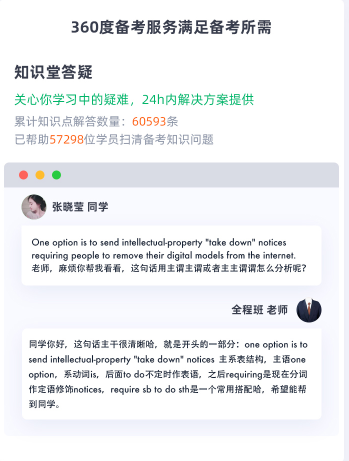 360度备考服务满足备考所需
知识堂答疑
关心你学习中的疑难，24h内解决方案提供
累计知识点解答数量：60593条
已帮助57298位学员扫清备考知识问题
张晓莹 同学
One option is to send intellectual-property "take down" notices
requiring people to remove their digital models from the internet.
老师，麻烦你帮我看看，这句话用主谓主谓或者主主谓谓怎么分析呢？
全程班 老师
同学你好，这句话主干很清晰哈，就是开头的一部分：one option is to
send intellectual-property "take down" notices 主系表结构，主语one
option，系动词is，后面to do不定时作表语，之后requiring是现在分词
作定语修饰notices，require sb to do sth是一个常用搭配哈，希望能帮
到同学。